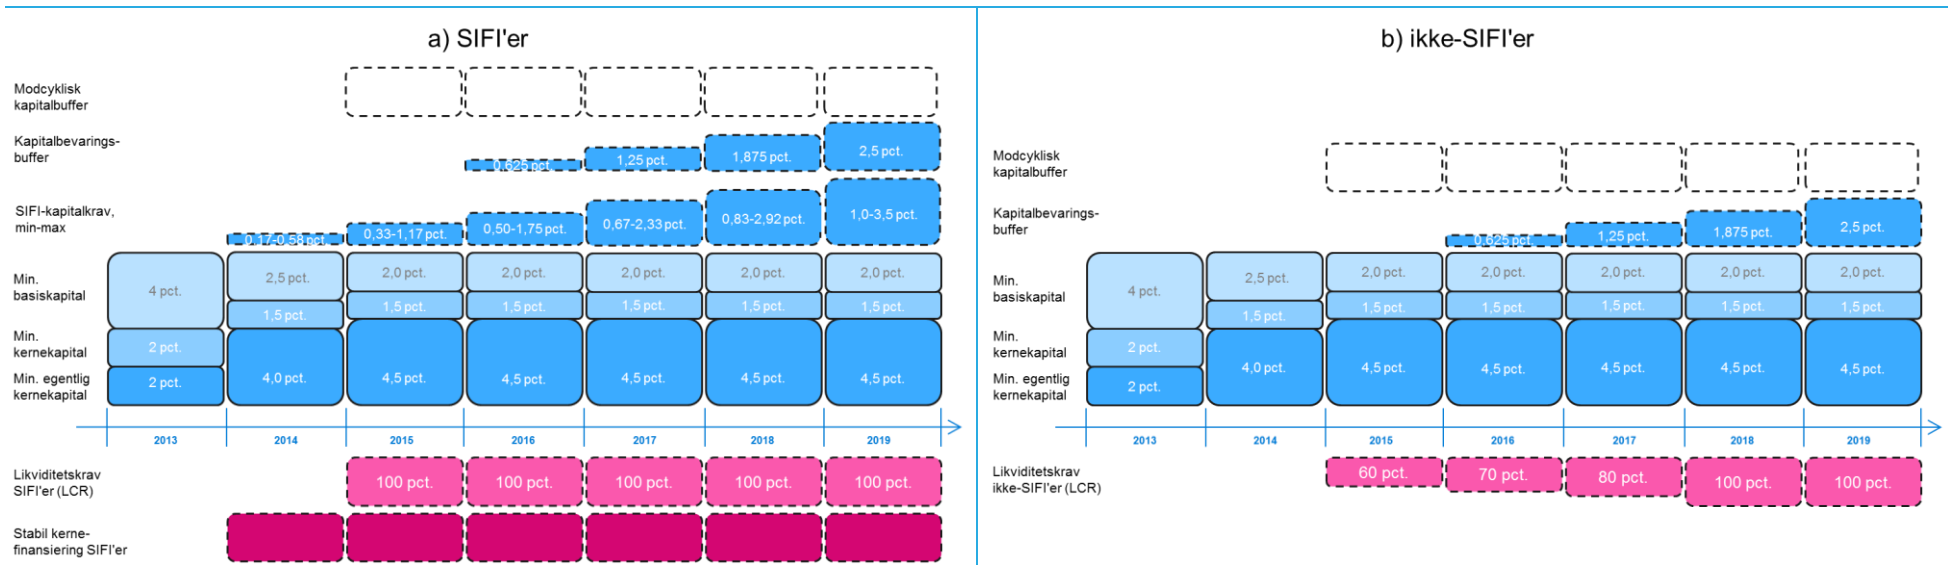 a) SIFI'er
Modcyklisk
kapitalbuffer
Kapitalbevarings-
buffer
0,625 pct.
1,25 pct.
1,875 pct.
2,5 pct.
SIFI-kapitalkrav,
min-max
0,17-0,58 pct.
0,33-1,17 pct.
0,50-1,75 pct.
0,67-2,33 pct.
0,83-2,92 pct.
1,0-3,5 pct.
Min.
basiskapital
4 pct.
2,5 pct.
2,0 pct.
2,0 pct.
2,0 pct.
2,0 pct.
2,0 pct.
1,5 pct.
1,5 pct.
1,5 pct.
1,5 pct.
1,5 pct.
1,5 pct.
Min.
kernekapital
2 pct.
Min. egentlig
kernekapital
2 pct.
4,0 pct.
4,5 pct.
4,5 pct.
4,5 pct.
4,5 pct.
4,5 pct.
2013
2014
2015
2016
2017
2018
2019
Likviditetskrav
SIFI'er (LCR)
100 pct.
100 pct.
100 pct.
100 pct.
100 pct.
Stabil kerne-
finansiering SIFI'er
b) ikke-SIFI'er
Modcyklisk
kapitalbuffer
Kapitalbevarings-
buffer
0,625 pct.
1,25 pct.
1,875 pct.
2,5 pct.
Min.
basiskapital
4 pct.
2,5 pct.
2,0 pct.
2,0 pct.
2,0 pct.
2,0 pct.
2,0 pct.
1,5 pct.
1,5 pct.
1,5 pct.
1,5 pct.
1,5 pct.
1,5 pct.
Min.
kernekapital
2 pct.
Min. egentlig
kernekapital
2 pct.
4,0 pct.
4,5 pct.
4,5 pct.
4,5 pct.
4,5 pct.
4,5 pct.
2013
2014
2015
2016
2017
2018
2019
Likviditetskrav
ikke-SIFI'er (LCR)
60 pct.
70 pct.
80 pct.
100 pct.
100 pct.